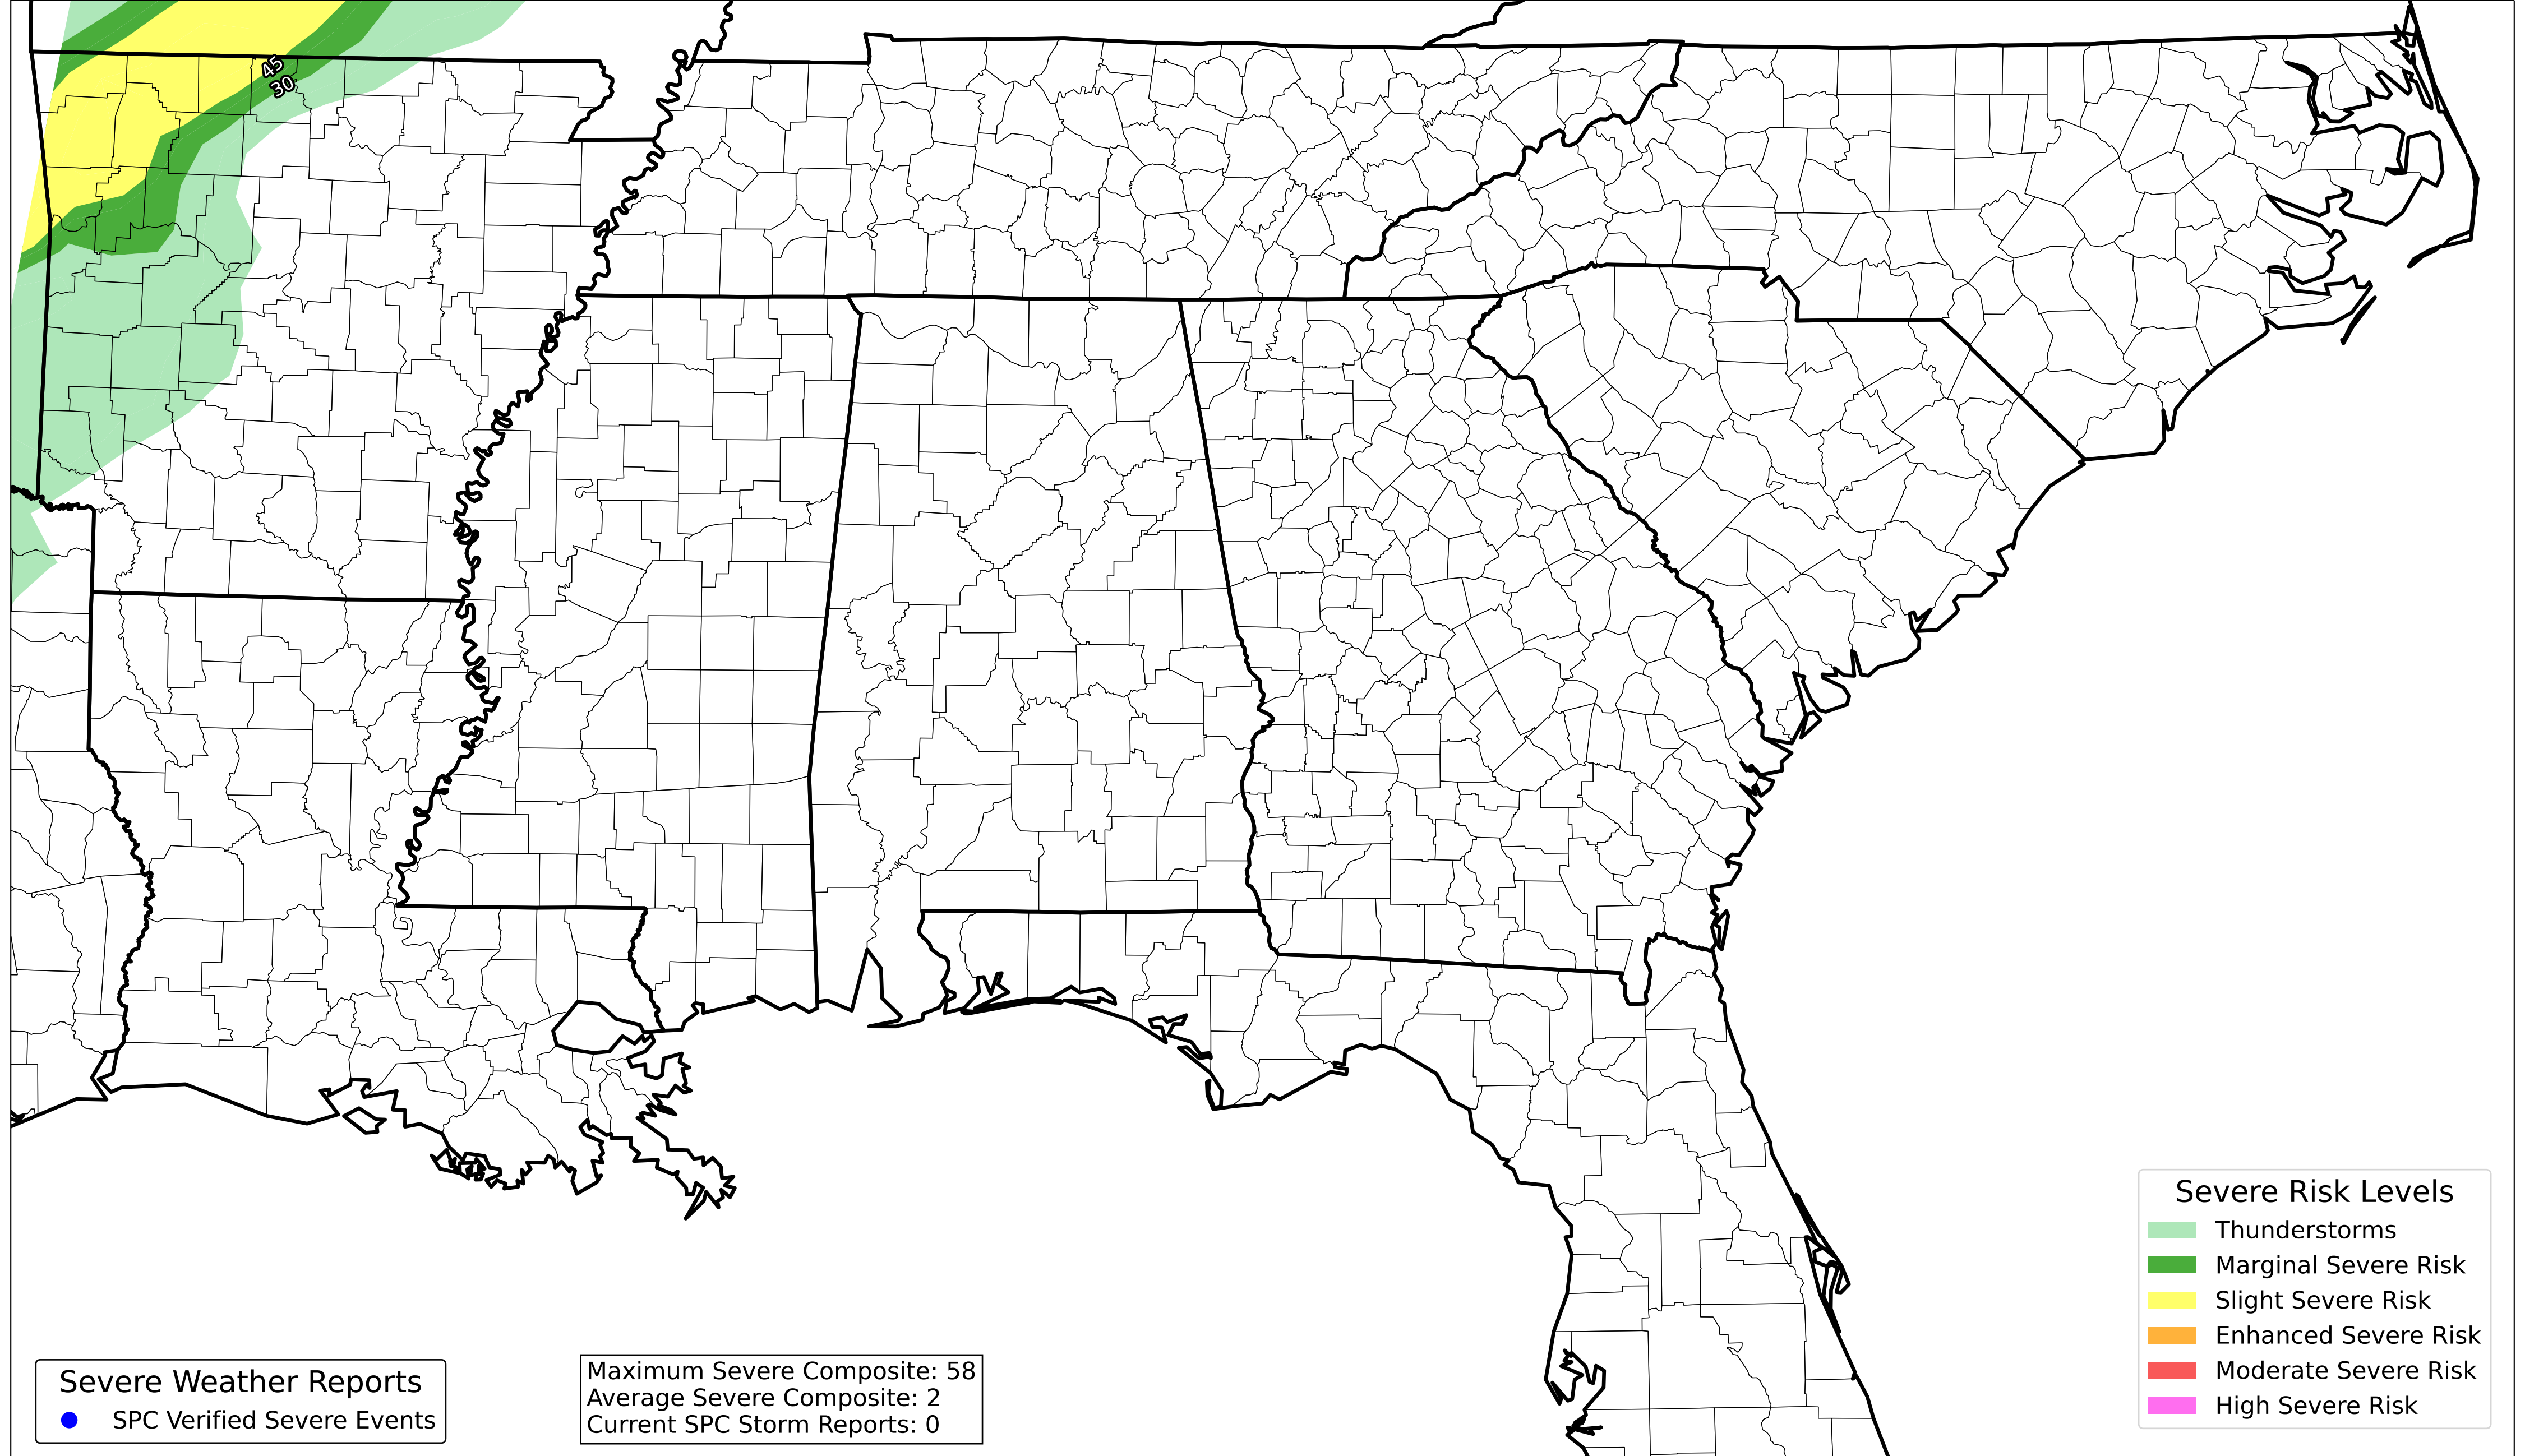 45
30
Severe Risk Levels
Thunderstorms
Marginal Severe Risk
Slight Severe Risk
Enhanced Severe Risk
Moderate Severe Risk
High Severe Risk
Severe Weather Reports
SPC Verified Severe Events
Maximum Severe Composite: 58
Average Severe Composite: 2
Current SPC Storm Reports: 0